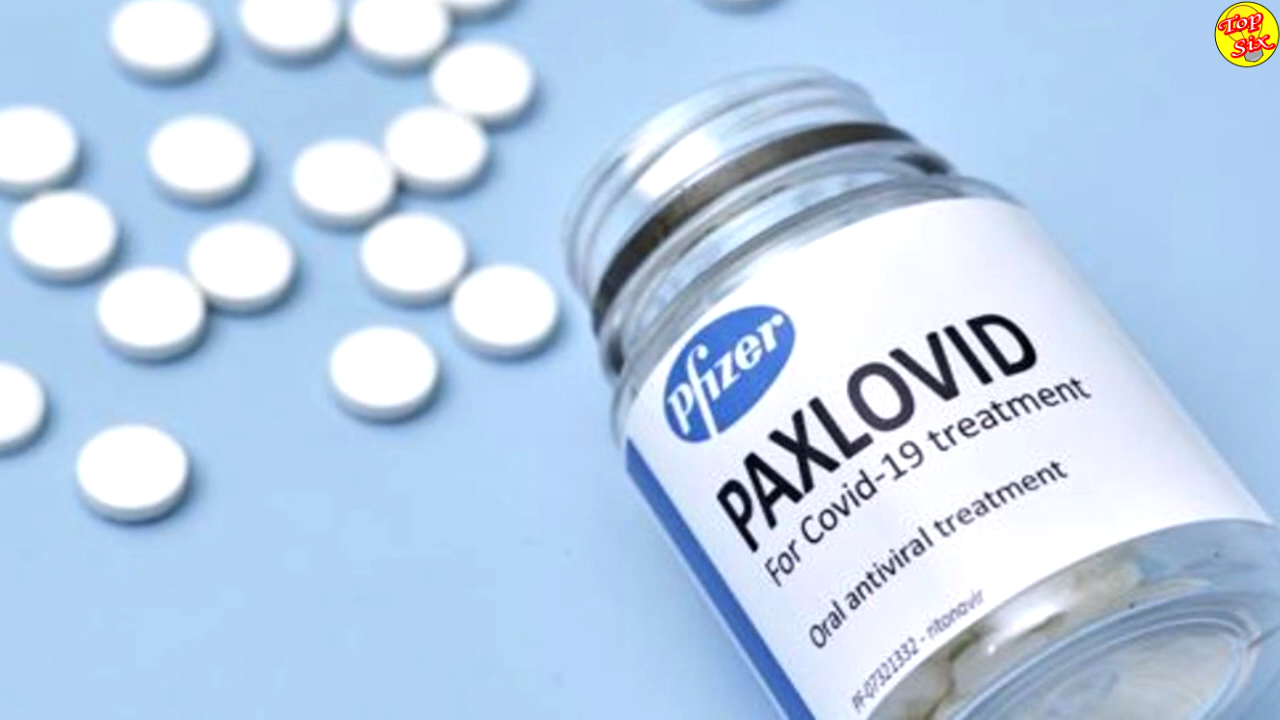 Top
Six
Pfizer
PAXLOVID
For Covid-19 treatment
Oral antiviral treatment
PF-07321332 - ritonavir